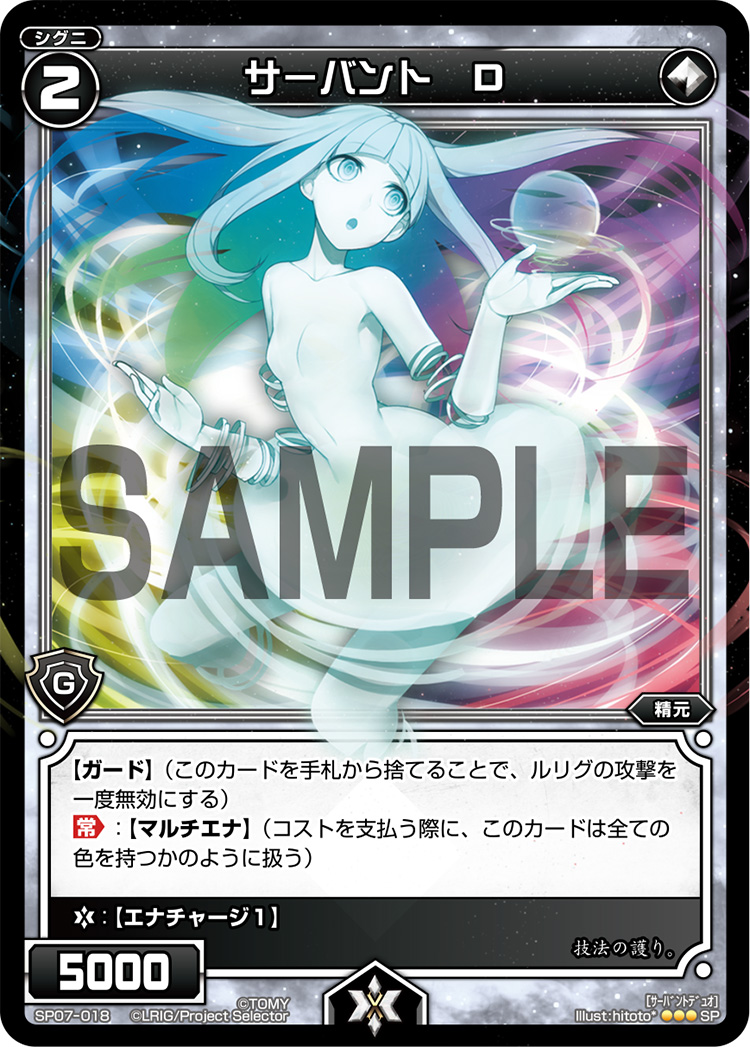 シグニ
2
サーバント D
SAMPLE
G
精元
【ガード】（このカードを手札から捨てることで、ルリグの攻撃を
一度無効にする）
常：【マルチエナ】（コストを支払う際に、このカードは全ての
色を持つかのように扱う）
：【エナチャージ１】
技法の護り。
5000
SP07-018 ©LRIG/Project Selector
©TOMY
[ｻｰﾊﾞﾝﾄﾃﾞｭｵ]
Illust:hitoto* SP